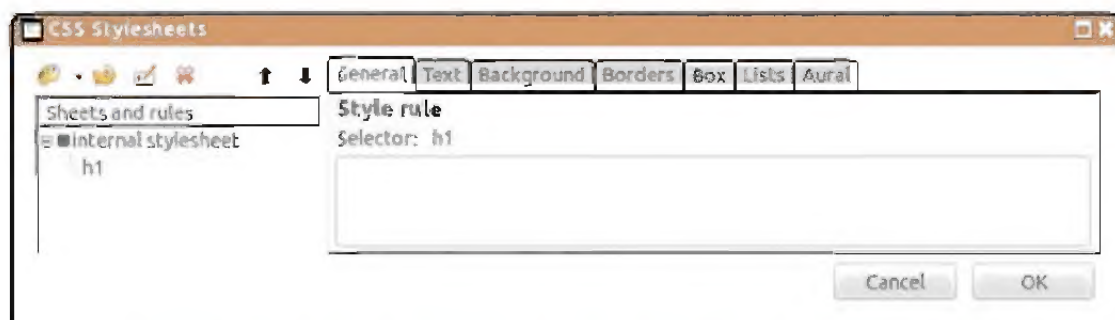 CSS Stylesheets
General Text Background Borders Box Lists Aural
Sheets and rules
internal stylesheet
h1
Style rule
Selector: h1
Cancel OK